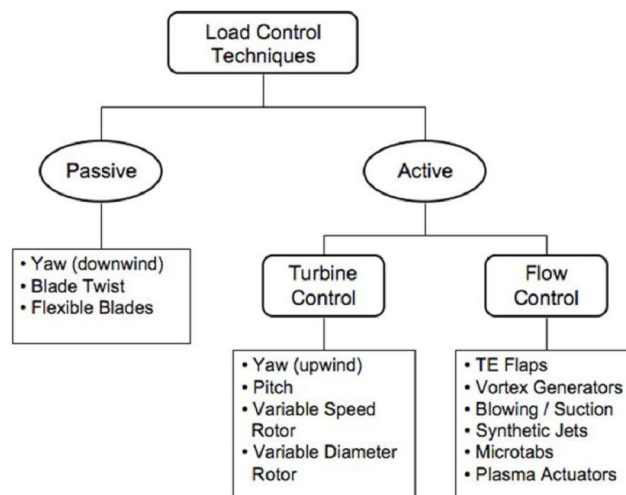 Load Control
Techniques
Passive
Active
• Yaw (downwind)
• Blade Twist
• Flexible Blades
Turbine
Control
Flow
Control
• Yaw (upwind)
• Pitch
• Variable Speed
Rotor
• Variable Diameter
Rotor
• TE Flaps
• Vortex Generators
• Blowing / Suction
• Synthetic Jets
• Microtabs
• Plasma Actuators